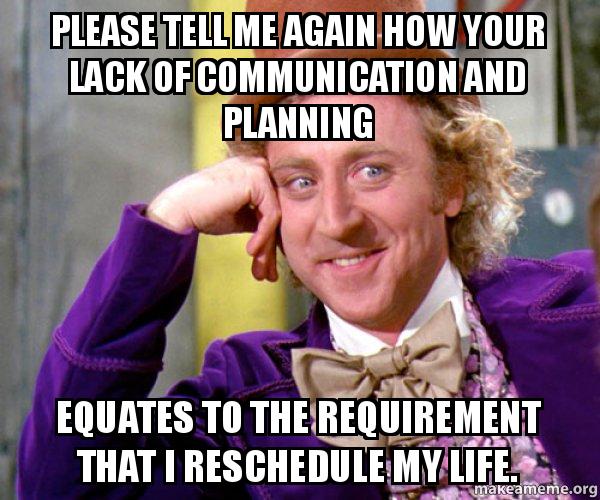 PLEASE TELL ME AGAIN HOW YOUR
LACK OF COMMUNICATION AND
PLANNING
EQUATES TO THE REQUIREMENT
THAT I RESCHEDULE MY LIFE.
makeameme.org